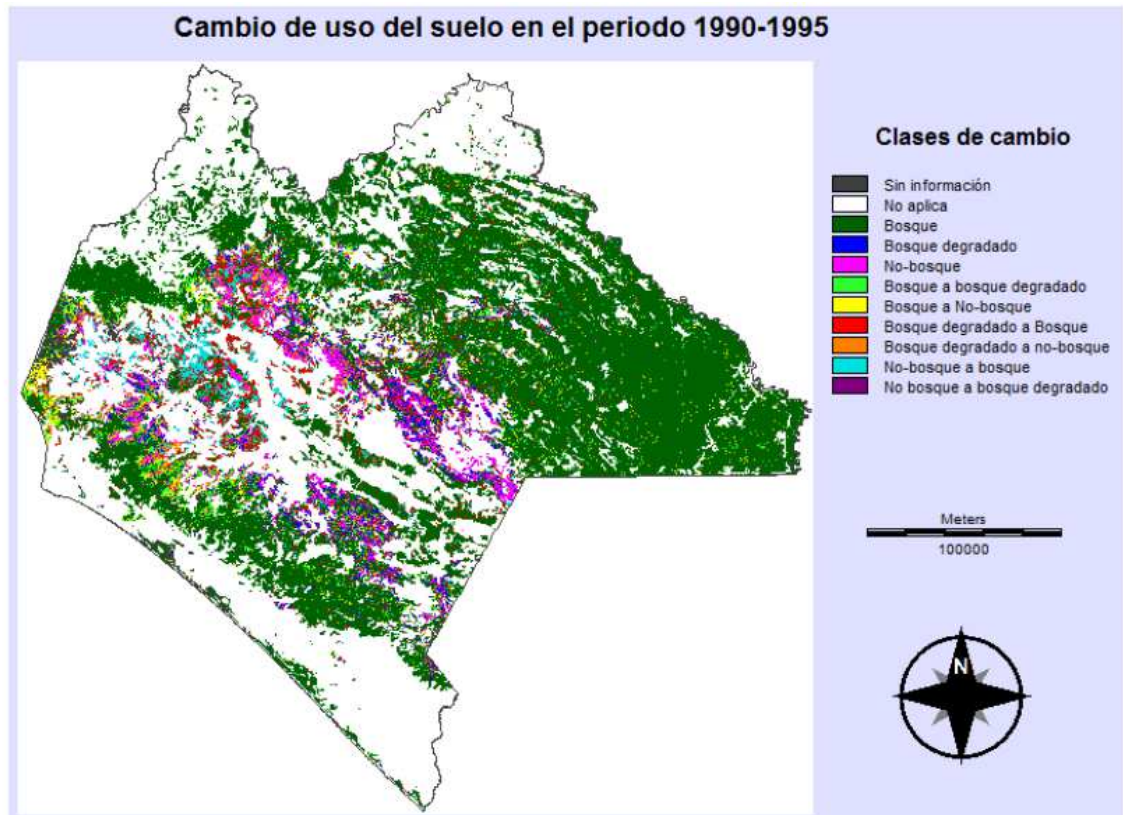 Cambio de uso del suelo en el periodo 1990-1995
Clases de cambio
Sin información
No aplica
Bosque
Bosque degradado
No-bosque
Bosque a bosque degradado
Bosque a No-bosque
Bosque degradado a Bosque
Bosque degradado a no-bosque
No-bosque a bosque
No bosque a bosque degradado
Meters
100000
N